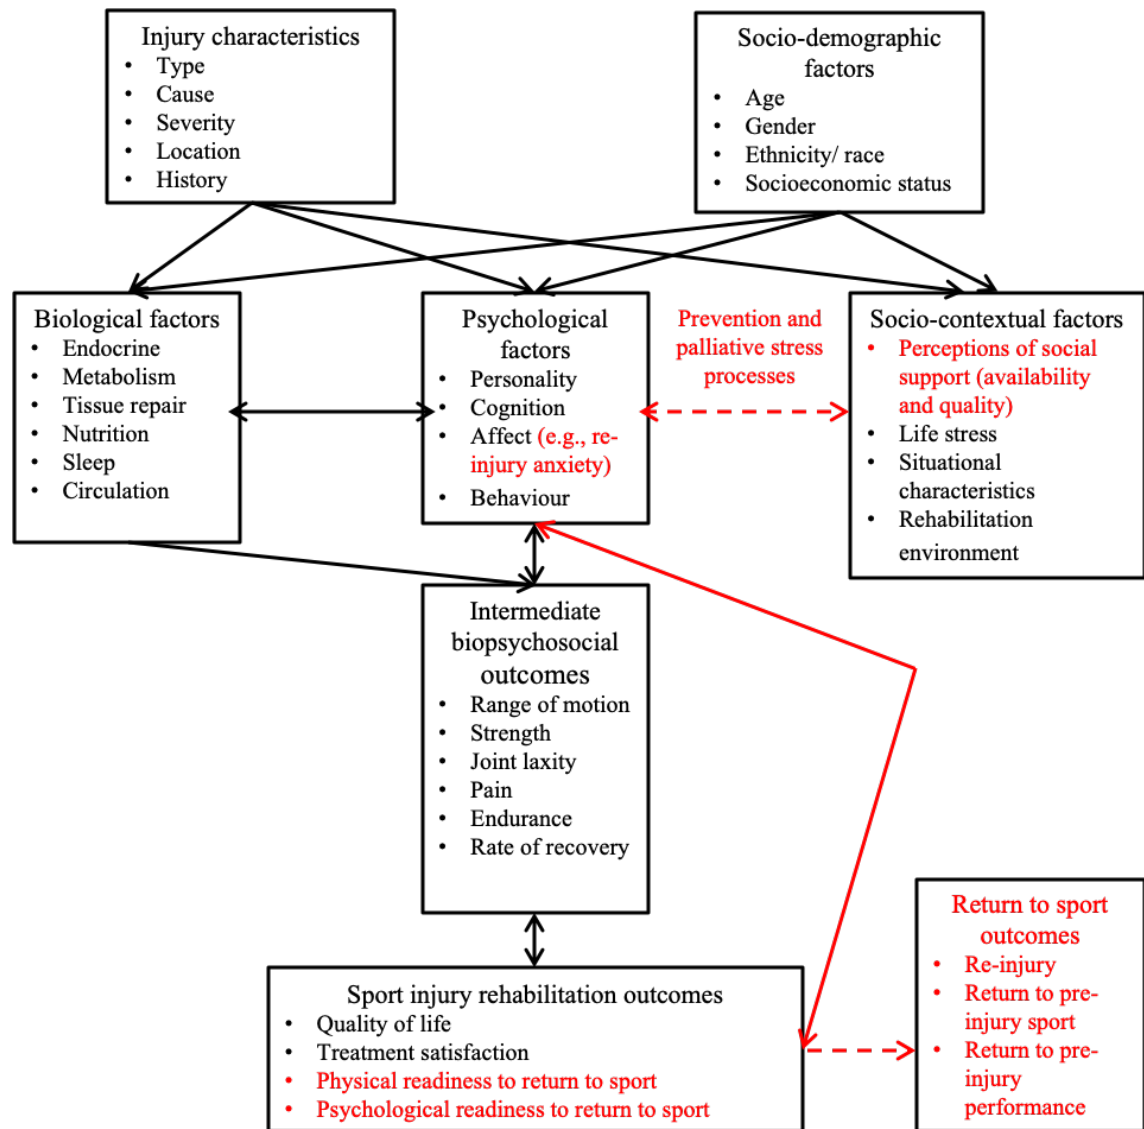 Injury characteristics
• Type
• Cause
• Severity
• Location
• History
Socio-demographic
factors
• Age
• Gender
• Ethnicity/ race
• Socioeconomic status
Biological factors
• Endocrine
• Metabolism
• Tissue repair
• Nutrition
• Sleep
• Circulation
Psychological
factors
• Personality
• Cognition
• Affect (e.g., re-
injury anxiety)
• Behaviour
Prevention and
palliative stress
processes
Socio-contextual factors
• Perceptions of social
support (availability
and quality)
• Life stress
• Situational
characteristics
• Rehabilitation
environment
Intermediate
biopsychosocial
outcomes
• Range of motion
• Strength
• Joint laxity
• Pain
• Endurance
• Rate of recovery
Sport injury rehabilitation outcomes
• Quality of life
• Treatment satisfaction
• Physical readiness to return to sport
• Psychological readiness to return to sport
Return to sport
outcomes
• Re-injury
• Return to pre-
injury sport
• Return to pre-
injury
performance